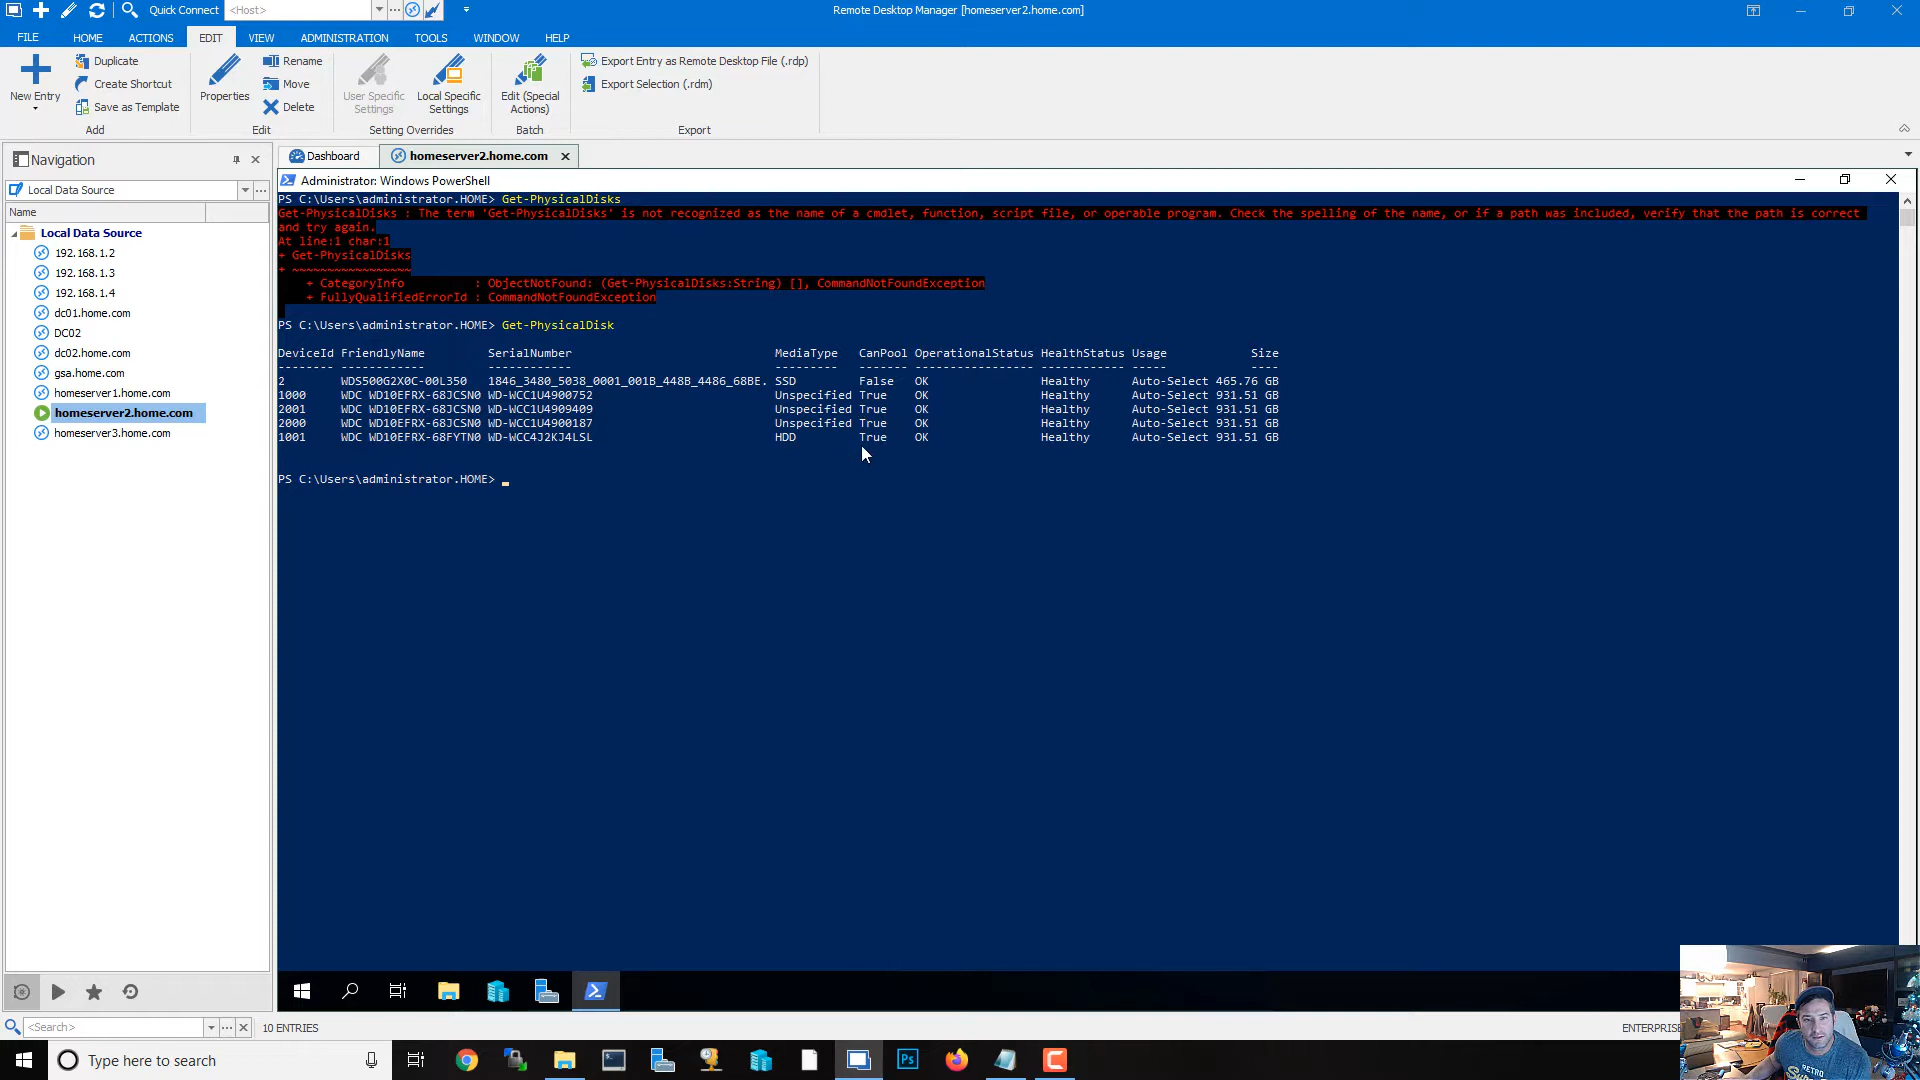 Quick Connect <Host> Remote Desktop Manager [homeserver2.home.com]
FILE HOME ACTIONS EDIT VIEW ADMINISTRATION TOOLS WINDOW HELP
New Entry
Duplicate
Create Shortcut
Save as Template
Add
Properties
Rename
Move
Delete
Edit
User Specific Settings
Local Specific Settings
Setting Overrides
Edit (Special Actions)
Batch
Export Entry as Remote Desktop File (.rdp)
Export Selection (.rdm)
Export
Navigation
Local Data Source
Name
Local Data Source
192.168.1.2
192.168.1.3
192.168.1.4
dc01.home.com
DC02
dc02.home.com
gsa.home.com
homeserver1.home.com
homeserver2.home.com
homeserver3.home.com
Dashboard homeserver2.home.com
Administrator: Windows PowerShell
PS C:\Users\administrator.HOME> Get-PhysicalDisks
Get-PhysicalDisks : The term 'Get-PhysicalDisks' is not recognized as the name of a cmdlet, function, script file, or operable program. Check the spelling of the name, or if a path was included, verify that the path is correct
and try again.
At line:1 char:1
+ Get-PhysicalDisks
+ ~~~~~~~~~~~~~~~~~
+ CategoryInfo : ObjectNotFound: (Get-PhysicalDisks:String) [], CommandNotFoundException
+ FullyQualifiedErrorId : CommandNotFoundException
PS C:\Users\administrator.HOME> Get-PhysicalDisk
DeviceId FriendlyName SerialNumber MediaType CanPool OperationalStatus HealthStatus Usage Size
-------- ------------ ------------ --------- ------- ----------------- ------------ ----- ----
2 WDS500G2X0C-00L350 1846_3480_5038_0001_001B_448B_4486_68BE. SSD False OK Healthy Auto-Select 465.76 GB
1000 WDC WD10EFRX-68JCSN0 WD-WCC1U4900752 Unspecified True OK Healthy Auto-Select 931.51 GB
2001 WDC WD10EFRX-68JCSN0 WD-WCC1U4909409 Unspecified True OK Healthy Auto-Select 931.51 GB
2000 WDC WD10EFRX-68JCSN0 WD-WCC1U4900187 Unspecified True OK Healthy Auto-Select 931.51 GB
1001 WDC WD10EFRX-68FYTN0 WD-WCC4J2KJ4LSL HDD True OK Healthy Auto-Select 931.51 GB
PS C:\Users\administrator.HOME> _
<Search> 10 ENTRIES ENTERPRISE
RETRO
Type here to search Ps